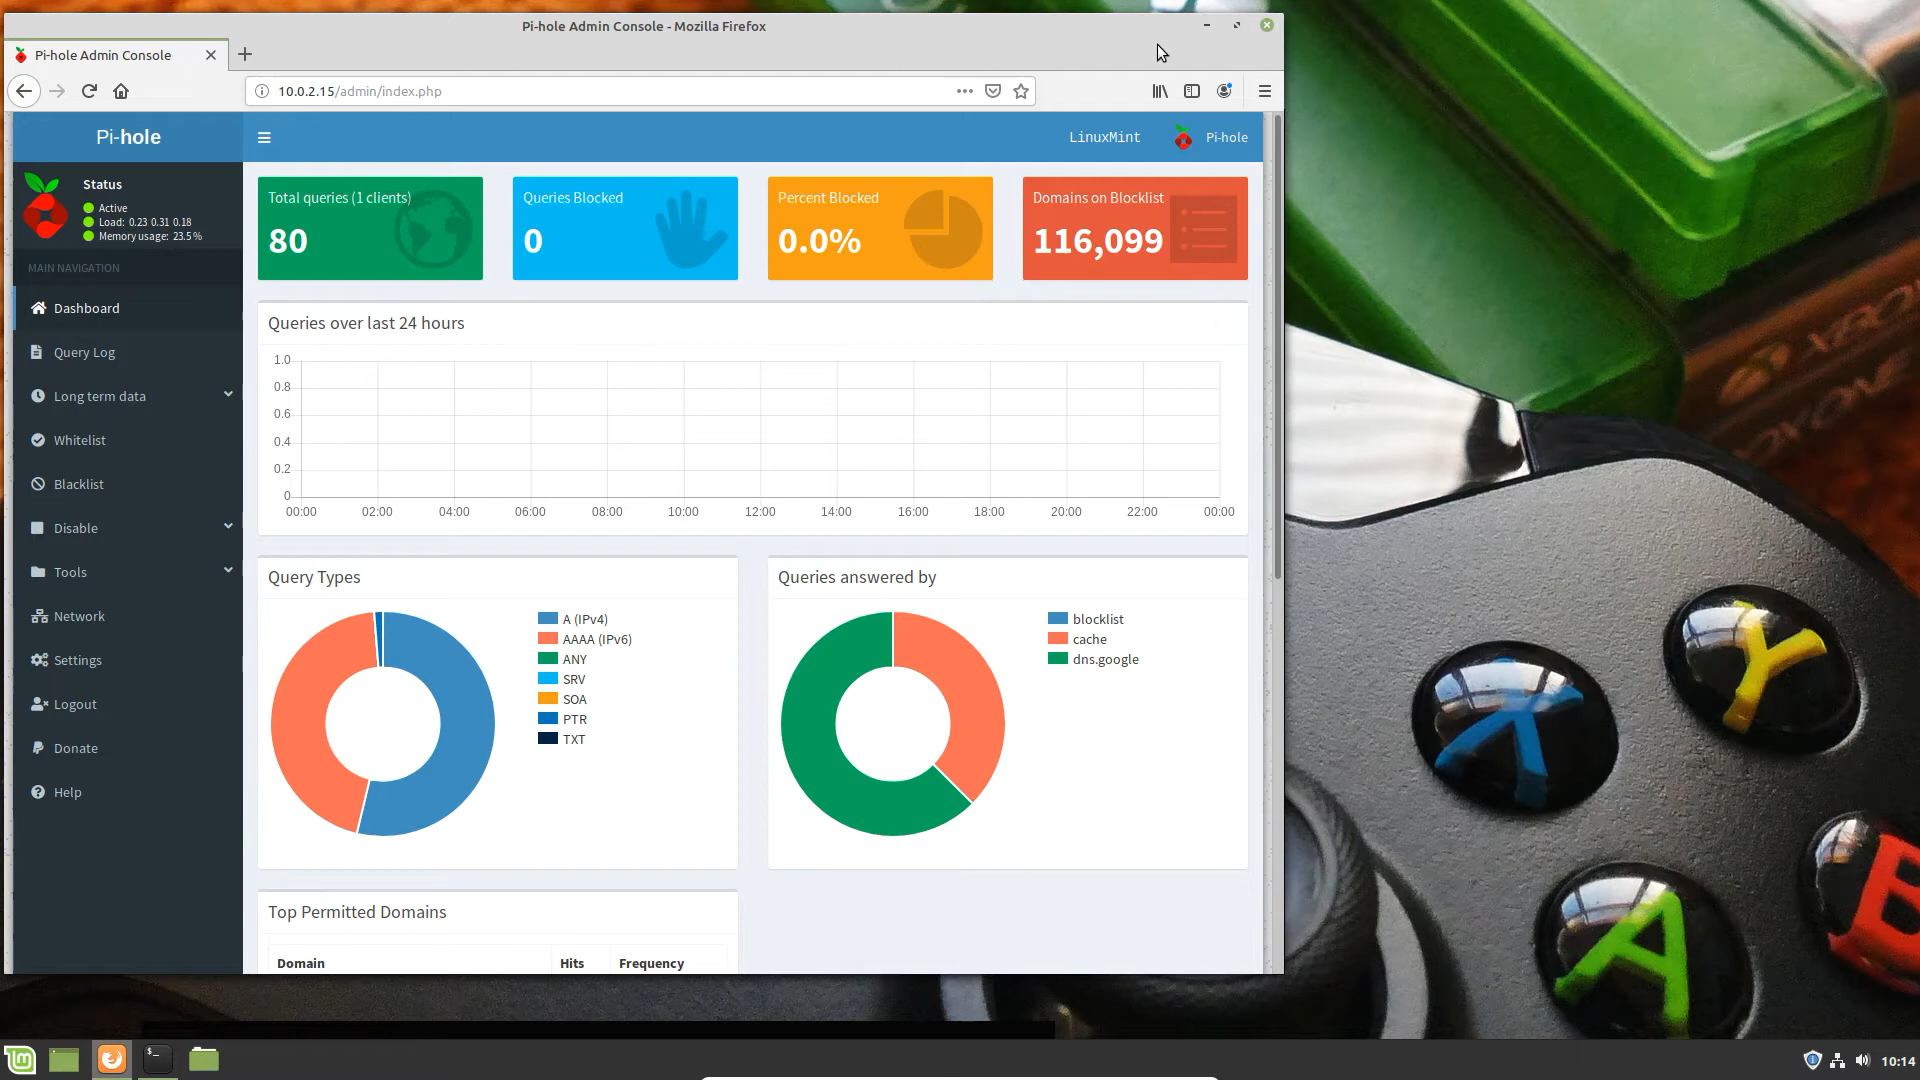 Pi-hole Admin Console - Mozilla Firefox
Pi-hole Admin Console
10.0.2.15/admin/index.php
Pi-hole
LinuxMint
Pi-hole
Status
Active
Load: 0.23 0.31 0.18
Memory usage: 23.5 %
MAIN NAVIGATION
Dashboard
Query Log
Long term data
Whitelist
Blacklist
Disable
Tools
Network
Settings
Logout
Donate
Help
Total queries (1 clients)
80
Queries Blocked
0
Percent Blocked
0.0%
Domains on Blocklist
116,099
Queries over last 24 hours
1.0
0.8
0.6
0.4
0.2
0
00:00 02:00 04:00 06:00 08:00 10:00 12:00 14:00 16:00 18:00 20:00 22:00 00:00
Query Types
A (IPv4)
AAAA (IPv6)
ANY
SRV
SOA
PTR
TXT
Queries answered by
blocklist
cache
dns.google
Top Permitted Domains
Domain Hits Frequency
X
Y
A
B
10:14